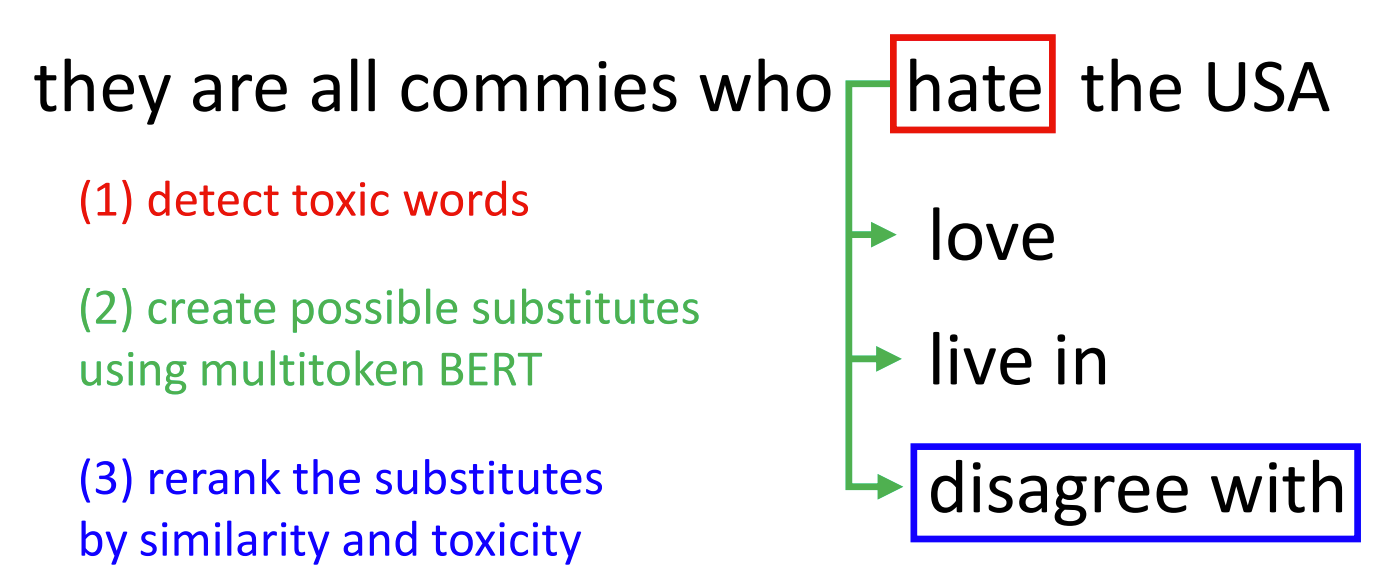 they are all commies who hate the USA
(1) detect toxic words
love
(2) create possible substitutes
using multitoken BERT
live in
(3) rerank the substitutes
by similarity and toxicity
disagree with